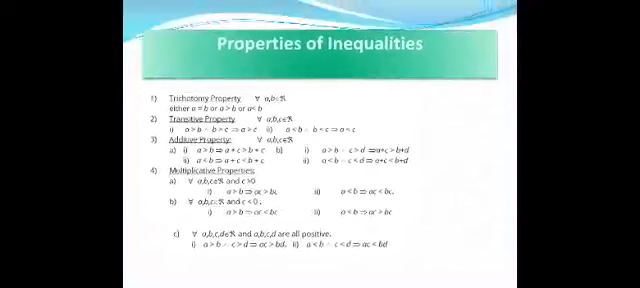 Properties of Inequalities
1) Trichotomy Property ∀ a,b∈ℜ
either a = b or a > b or a < b
2) Transitive Property ∀ a,b,c∈ℜ
i) a > b ∧ b > c ⇒ a > c ii) a < b ∧ b < c ⇒ a < c
3) Additive Property: ∀ a,b,c∈ℜ
a) i) a > b ⇒ a + c > b + c b) i) a > b ∧ c > d ⇒ a+c > b+d
ii) a < b ⇒ a + c < b + c ii) a < b ∧ c < d ⇒ a+c < b+d
4) Multiplicative Properties:
a) ∀ a,b,c∈ℜ and c >0
i) a > b ⇒ ac > bc ii) a < b ⇒ ac < bc.
b) ∀ a,b,c∈ℜ and c < 0 .
i) a > b ⇒ ac < bc ii) a < b ⇒ ac > bc
c) ∀ a,b,c,d∈ℜ and a,b,c,d are all positive.
i) a > b ∧ c > d ⇒ ac > bd. ii) a < b ∧ c < d ⇒ ac < bd